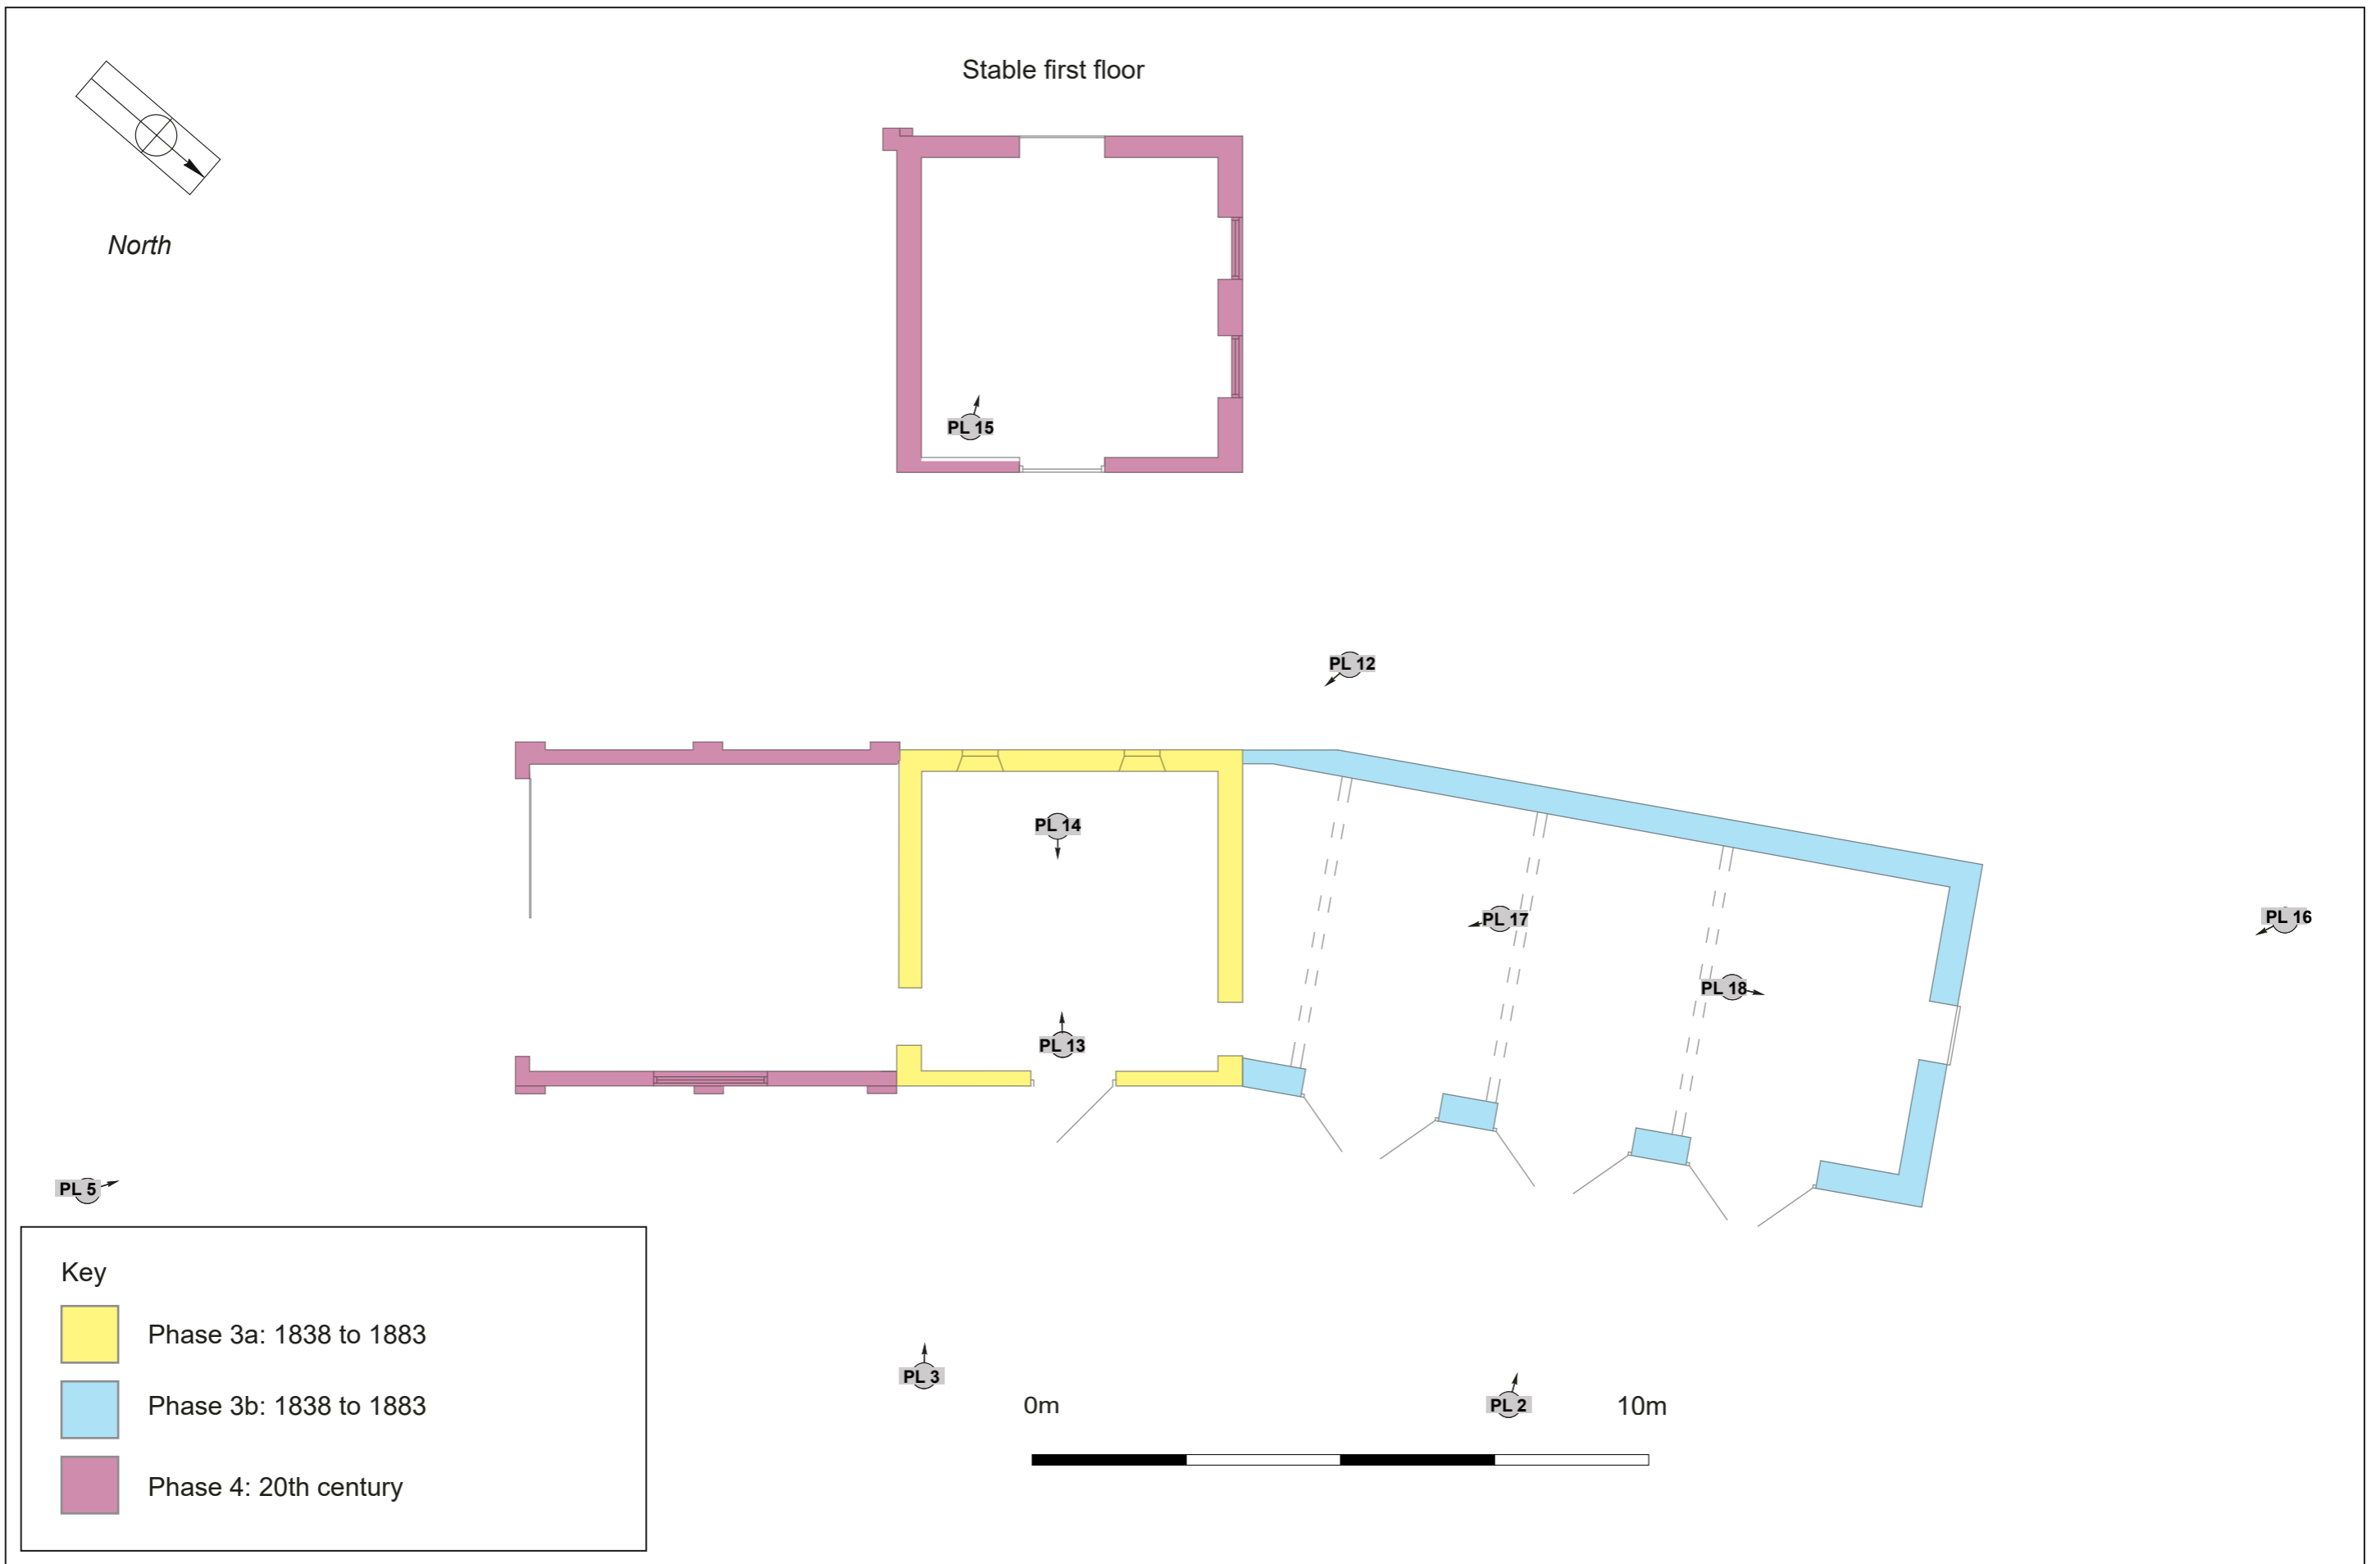 Stable first floor
North
PL 15
PL 12
PL 14
PL 17
PL 16
PL 18
PL 13
PL 5
Key
Phase 3a: 1838 to 1883
Phase 3b: 1838 to 1883
Phase 4: 20th century
PL 3
PL 2
0m
10m